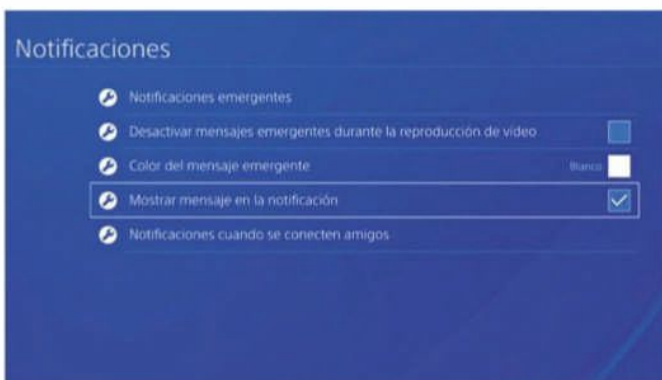 Notificaciones
Notificaciones emergentes
Desactivar mensajes emergentes durante la reproducción de vídeo
Color del mensaje emergente Blanco
Mostrar mensaje en la notificación
Notificaciones cuando se conecten amigos